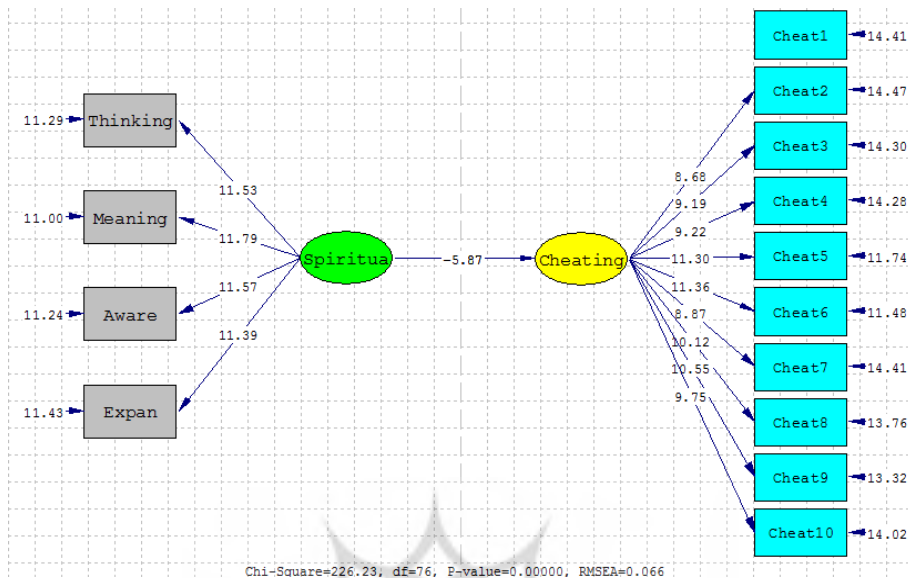 Cheat1
14.41
Cheat2
14.47
11.29
Thinking
Cheat3
14.30
8.68
11.53
9.19
Cheat4
14.28
11.00
Meaning
9.22
11.79
Spiritua
-5.87
Cheating
11.30
Cheat5
11.74
11.57
11.36
11.24
Aware
8.87
Cheat6
11.48
11.39
10.12
10.55
Cheat7
14.41
9.75
11.43
Expan
Cheat8
13.76
Cheat9
13.32
Cheat10
14.02
Chi-Square=226.23, df=76, P-value=0.00000, RMSEA=0.066